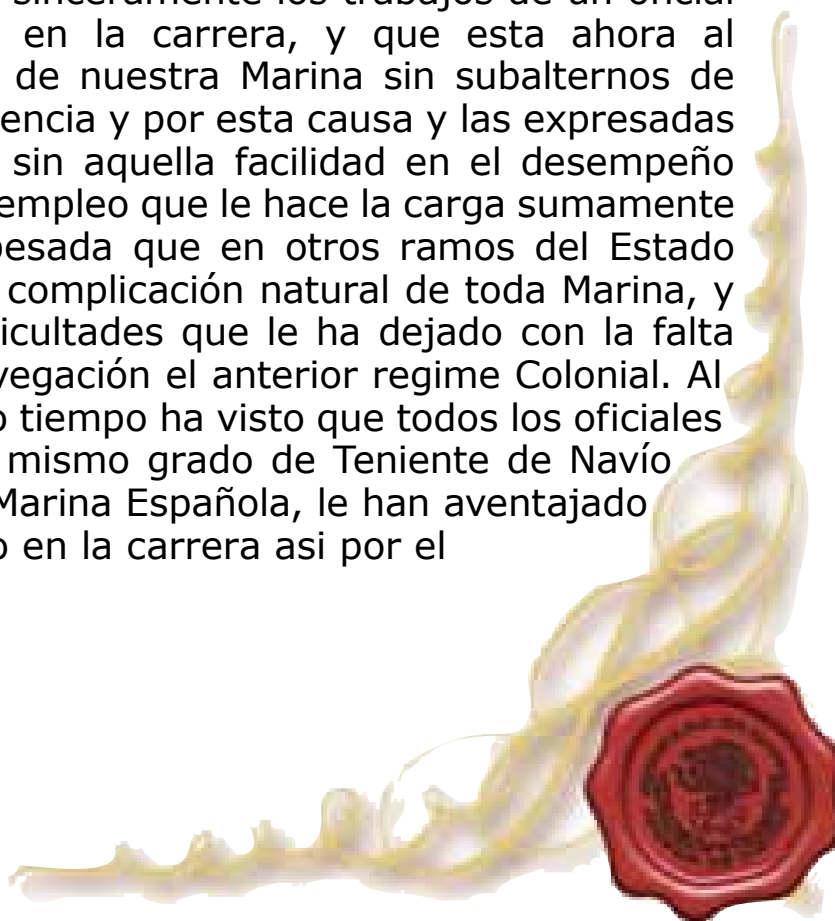 sinceramente los trabajos de un oficial
en la carrera, y que esta ahora al
de nuestra Marina sin subalternos de
encia y por esta causa y las expresadas
sin aquella facilidad en el desempeño
empleo que le hace la carga sumamente
pesada que en otros ramos del Estado
complicación natural de toda Marina, y
icultades que le ha dejado con la falta
vegación el anterior regime Colonial. Al
o tiempo ha visto que todos los oficiales
mismo grado de Teniente de Navío
Marina Española, le han aventajado
o en la carrera asi por el